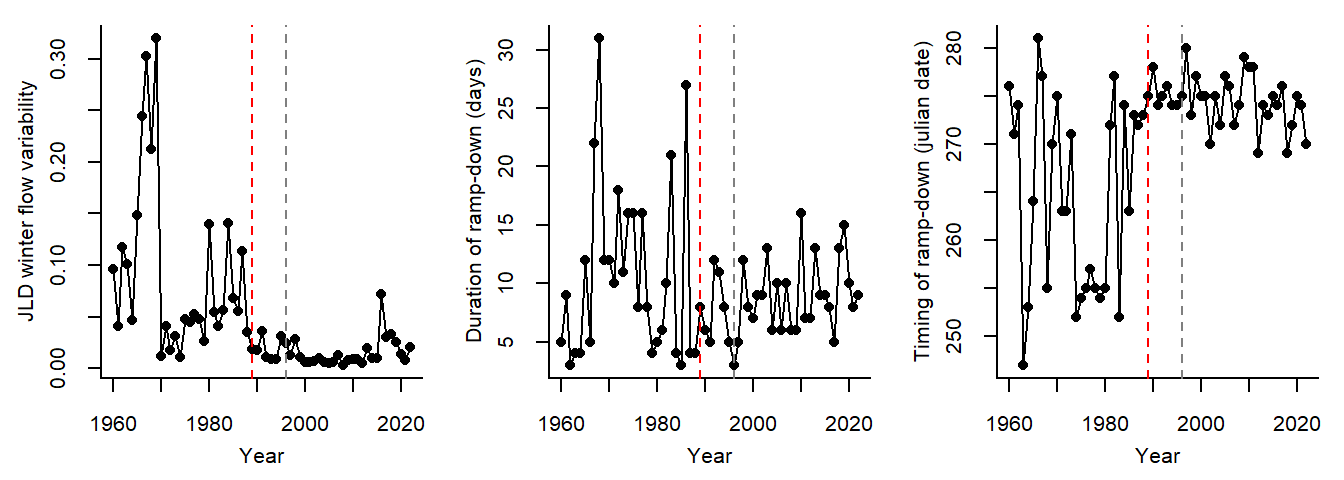 JLD winter flow variability
0.30
0.20
0.10
0.00
1960 1980 2000 2020
Year
Duration of ramp-down (days)
30
25
20
15
10
5
1960 1980 2000 2020
Year
Timing of ramp-down (julian date)
280
270
260
250
1960 1980 2000 2020
Year